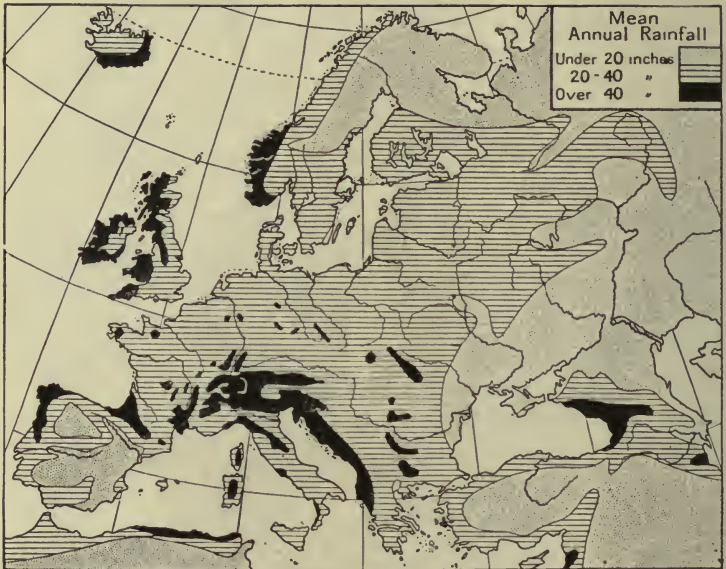 Mean
Annual Rainfall
Under 20 inches
20-40 "
Over 40 "